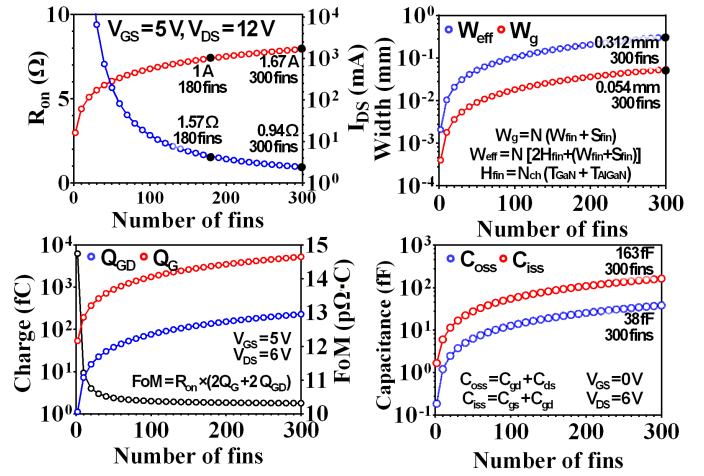 V_GS = 5 V, V_DS = 12 V
10
5
0
R_on (Ω)
10^4
10^3
10^2
10^1
10^0
I_DS (mA)
1 A
180 fins
1.67 A
300 fins
1.57 Ω
180 fins
0.94 Ω
300 fins
0 100 200 300
Number of fins
W_eff W_g
10^0
10^-1
10^-2
10^-3
10^-4
Width (mm)
0.312 mm
300 fins
0.054 mm
300 fins
W_g = N (W_fin + S_fin)
W_eff = N [2H_fin+(W_fin+S_fin)]
H_fin = N_ch (T_GaN + T_AlGaN)
0 100 200 300
Number of fins
Q_GD Q_G
10^4
10^3
10^2
10^1
10^0
Charge (fC)
15
14
13
12
11
10
FoM (pΩ·C)
V_GS = 5 V
V_DS = 6 V
FoM = R_on ×(2Q_G+2 Q_GD)
0 100 200 300
Number of fins
C_oss C_iss
10^3
10^2
10^1
10^0
10^-1
Capacitance (fF)
163 fF
300 fins
38 fF
300 fins
C_oss = C_gd + C_ds V_GS = 0 V
C_iss = C_gs + C_gd V_DS = 6 V
0 100 200 300
Number of fins